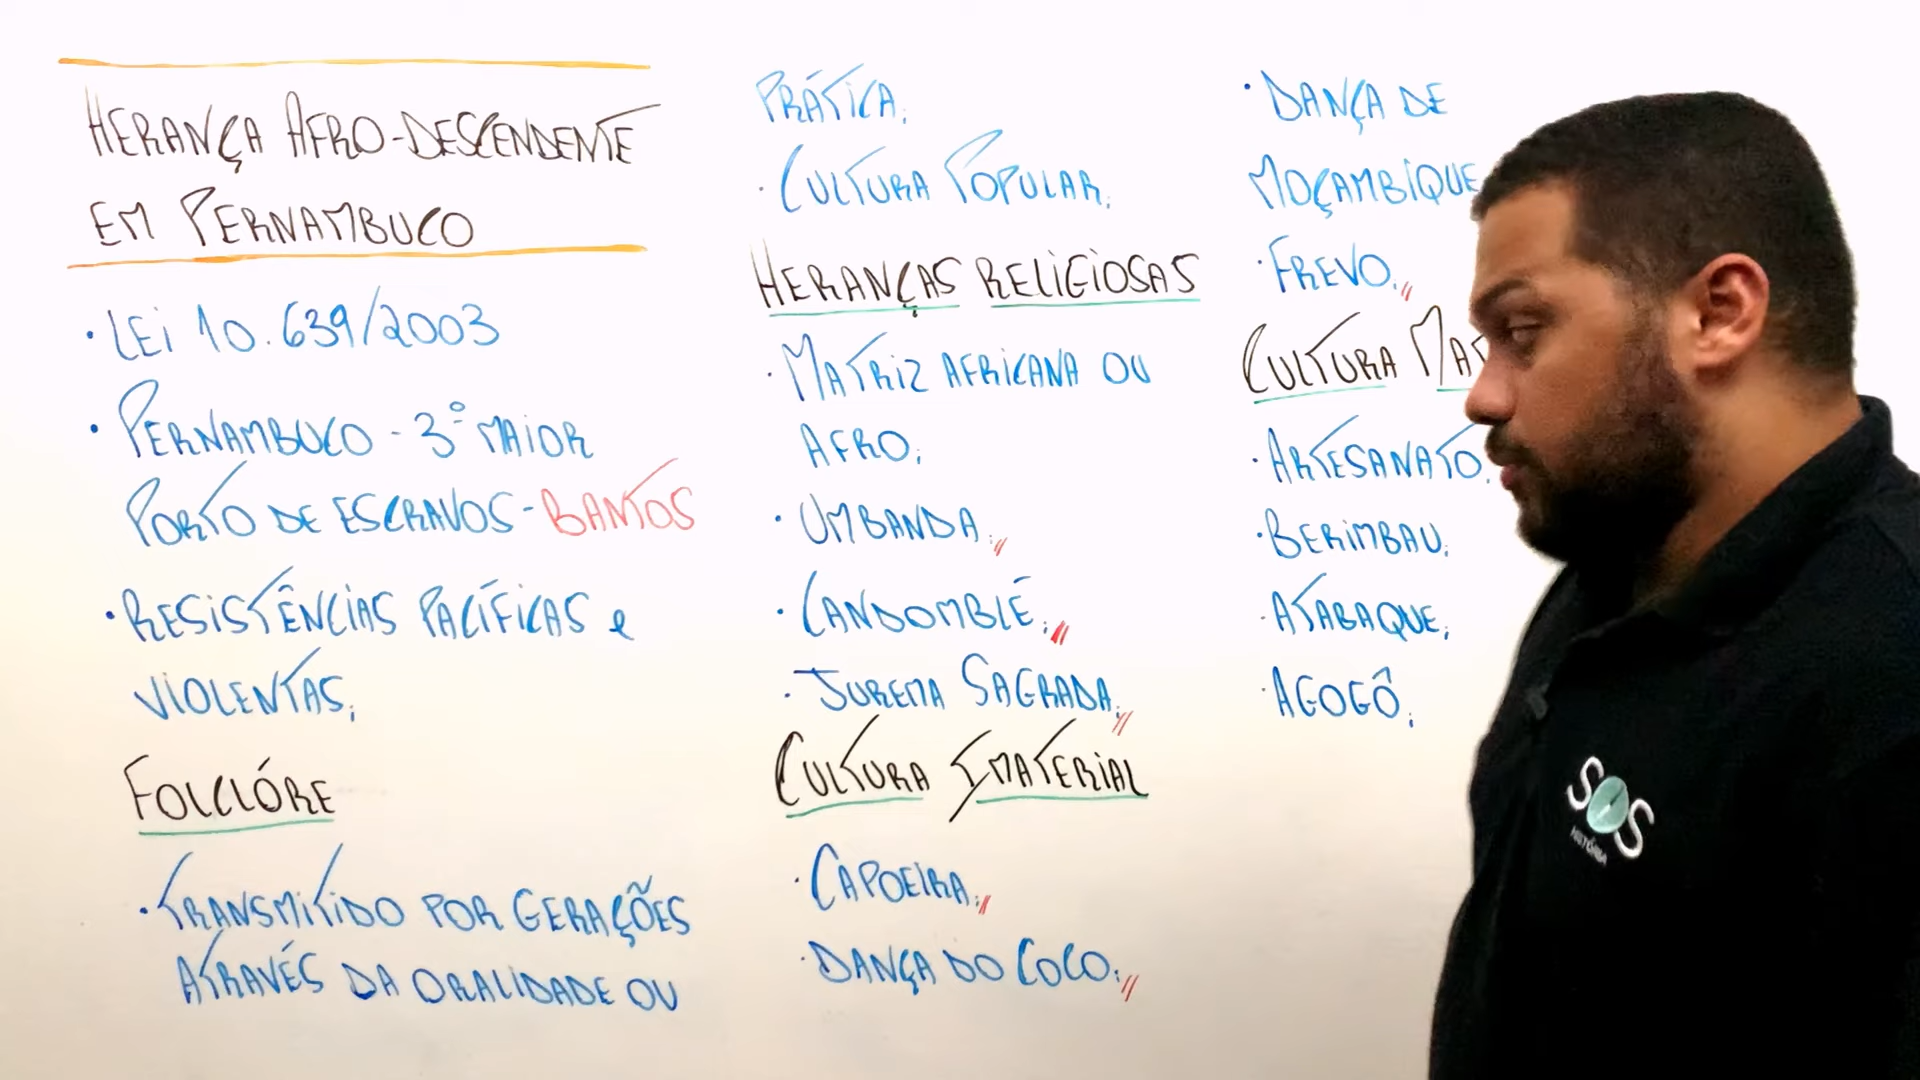 HERANÇA AFRO-DESCENDENTE
EM PERNAMBUCO
• LEI 10.639/2003
• PERNAMBUCO - 3º MAIOR
PORTO DE ESCRAVOS - BANTOS
• RESISTÊNCIAS PACÍFICAS e
VIOLENTAS;
FOLCLÓRE
• TRANSMITIDO POR GERAÇÕES
ATRAVÉS DA ORALIDADE OU
PRÁTICA;
• CULTURA POPULAR;
HERANÇAS RELIGIOSAS
• MATRIZ AFRICANA OU
AFRO;
• UMBANDA;
• CANDOMBLÉ;
• JUREMA SAGRADA;
CULTURA IMATERIAL
• CAPOEIRA;
• DANÇA DO COCO;
• DANÇA DE
MOÇAMBIQUE
• FREVO;
CULTURA
• ARTESANATO;
• BERIMBAU;
• ATABAQUE;
• AGOGÔ;
SOS
HISTÓRIA